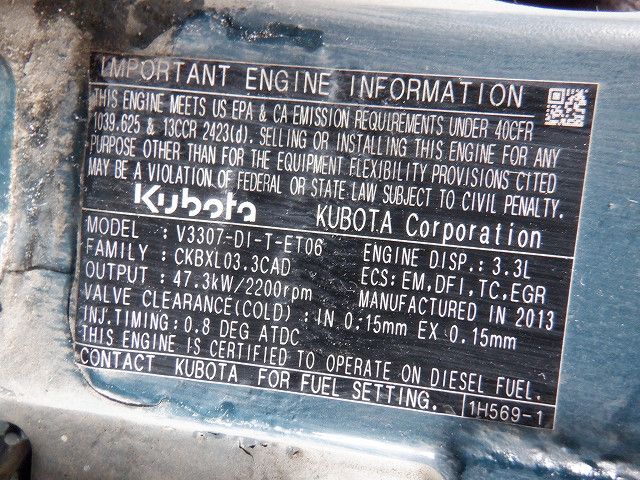 IMPORTANT ENGINE INFORMATION
THIS ENGINE MEETS US EPA & CA EMISSION REQUIREMENTS UNDER 40CFR
1039.625 & 13CCR 2423(d). SELLING OR INSTALLING THIS ENGINE FOR ANY
PURPOSE OTHER THAN FOR THE EQUIPMENT FLEXIBILITY PROVISIONS CITED
MAY BE A VIOLATION OF FEDERAL OR STATE LAW SUBJECT TO CIVIL PENALTY.
Kubota KUBOTA Corporation
MODEL : V3307-DI-T-ET06 ENGINE DISP.: 3.3L
FAMILY : CKBXL03.3CAD ECS: EM, DFI, TC, EGR
OUTPUT : 47.3kW/2200rpm MANUFACTURED IN 2013
VALVE CLEARANCE(COLD) : IN 0.15mm EX 0.15mm
INJ.TIMING: 0.8 DEG ATDC
THIS ENGINE IS CERTIFIED TO OPERATE ON DIESEL FUEL.
CONTACT KUBOTA FOR FUEL SETTING. 1H569-1